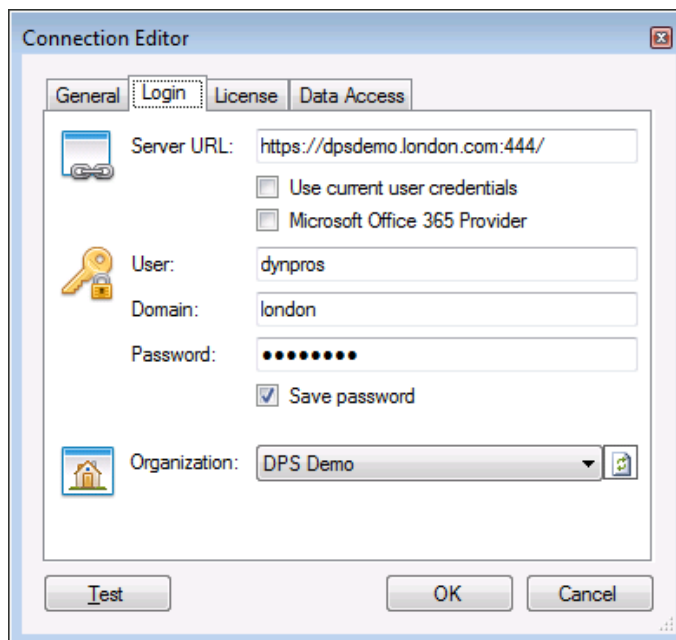 Connection Editor
General Login License Data Access
Server URL: https://dpsdemo.london.com:444/
Use current user credentials
Microsoft Office 365 Provider
User: dynpros
Domain: london
Password: ●●●●●●●●
Save password
Organization: DPS Demo
Test OK Cancel